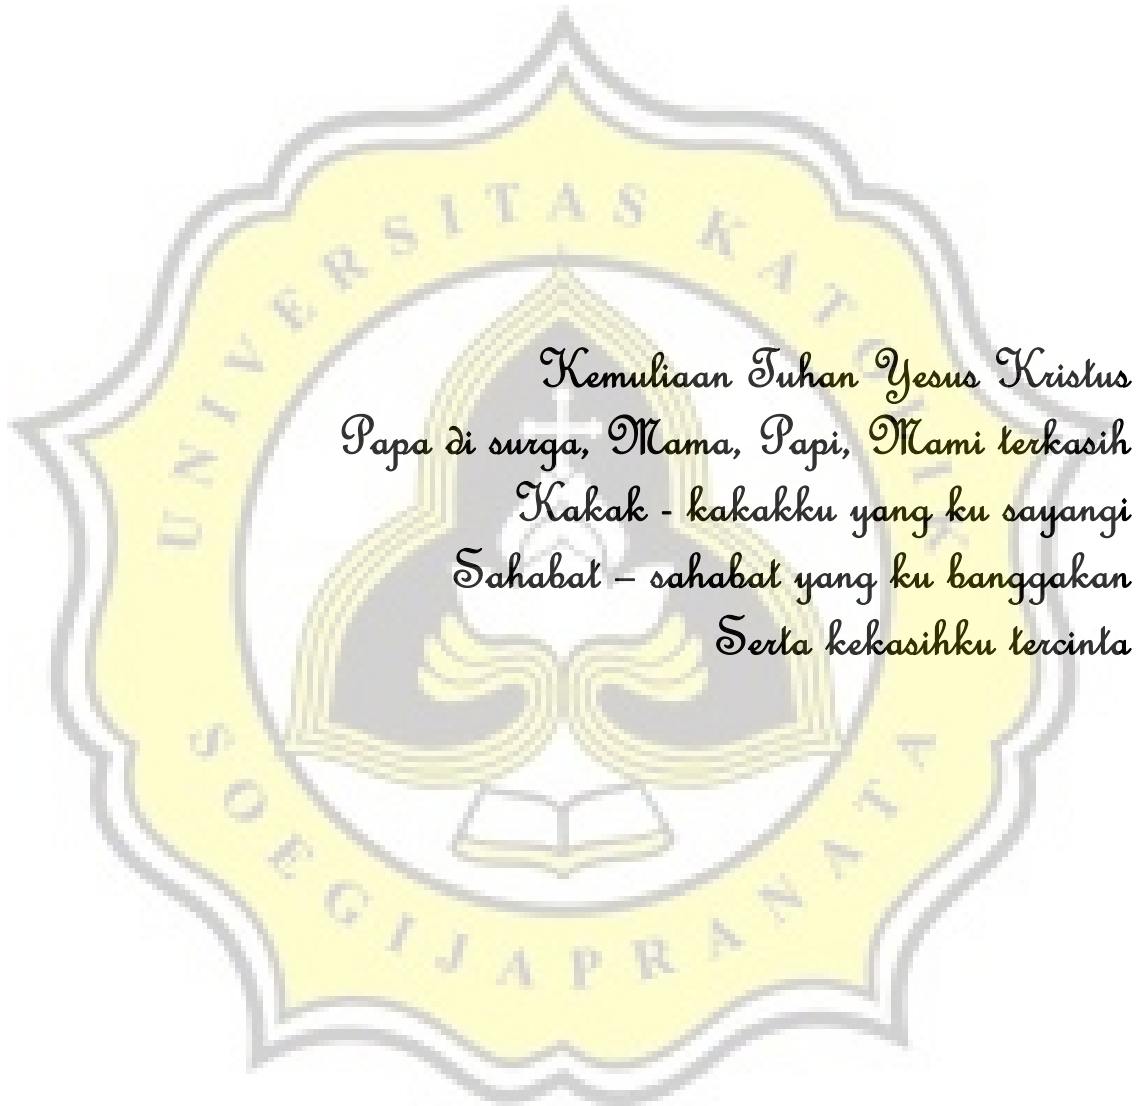 UNIVERSITAS KATOLIK
Kemuliaan Tuhan Yesus Kristus
Papa di surga, Mama, Papi, Mami terkasih
Kakak - kakakku yang ku sayangi
Sahabat – sahabat yang ku banggakan
Serta kekasihku tercinta
SOEGIJAPRANATA